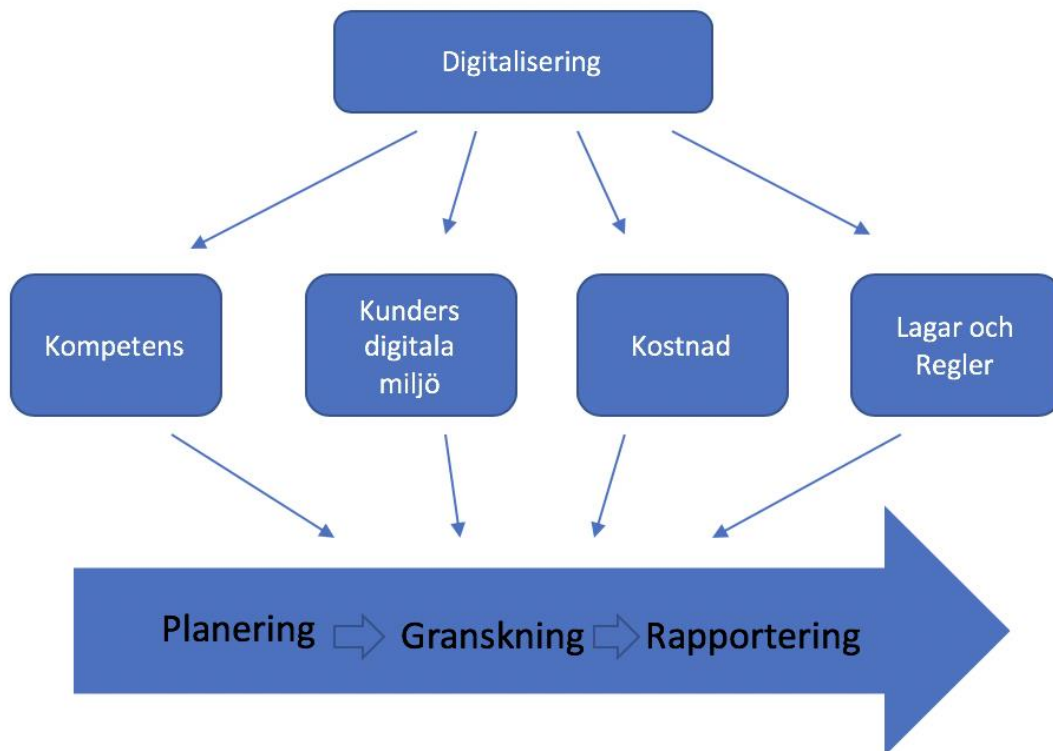 Digitalisering
Kompetens
Kunders
digitala
miljö
Kostnad
Lagar och
Regler
Planering
Granskning
Rapportering